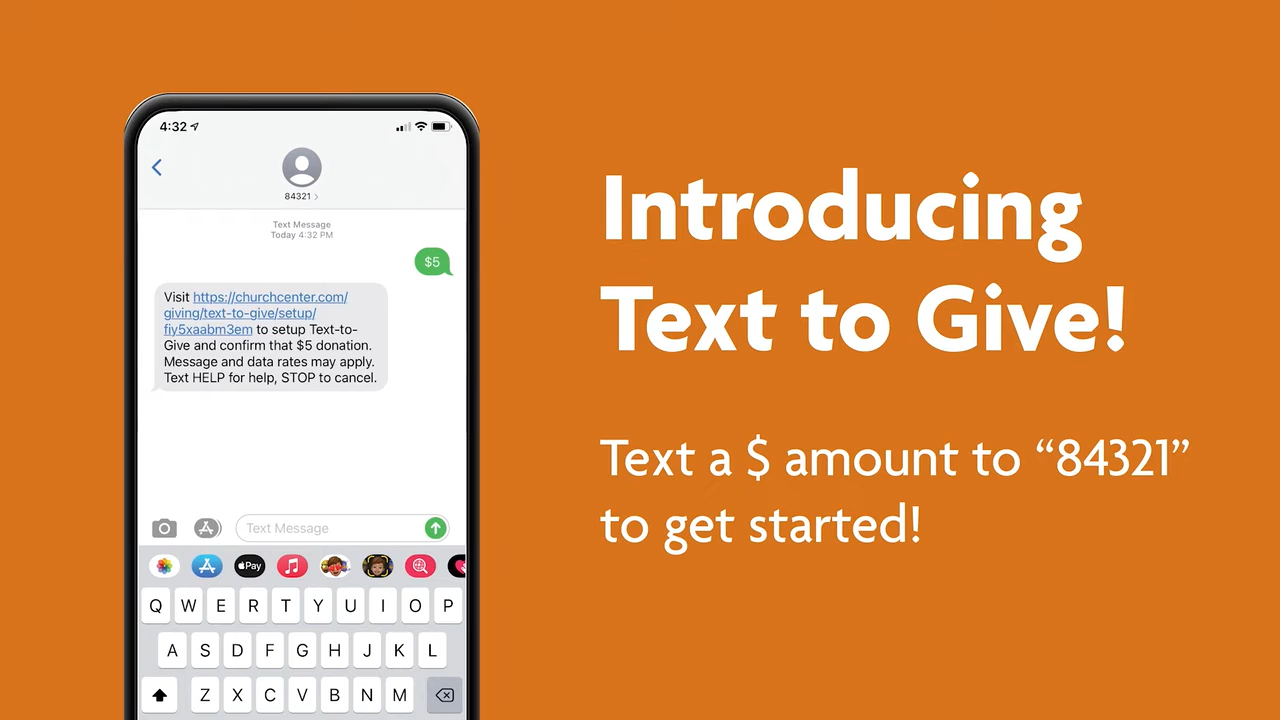 4:32
84321
Text Message
Today 4:32 PM
$5
Visit https://churchcenter.com/
giving/text-to-give/setup/
fiy5xaabm3em to setup Text-to-
Give and confirm that $5 donation.
Message and data rates may apply.
Text HELP for help, STOP to cancel.
Text Message
Pay
Q W E R T Y U I O P
A S D F G H J K L
Z X C V B N M
Introducing
Text to Give!
Text a $ amount to “84321”
to get started!